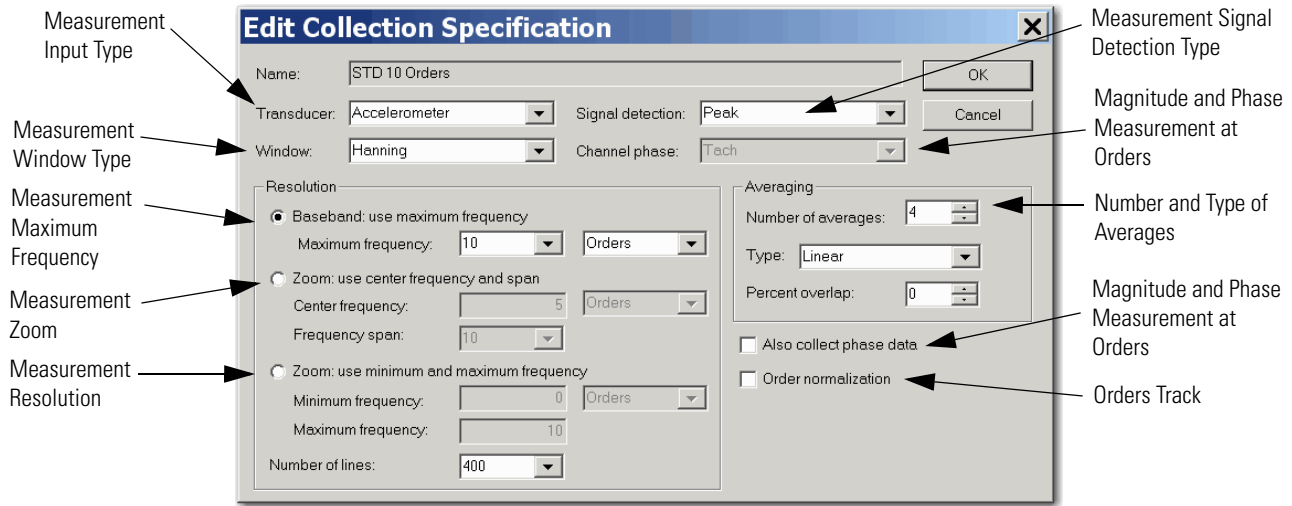 Measurement
Input Type
Measurement
Window Type
Measurement
Maximum
Frequency
Measurement
Zoom
Measurement
Resolution
Edit Collection Specification
Name: STD 10 Orders
OK
Transducer: Accelerometer Signal detection: Peak
Cancel
Window: Hanning Channel phase: Tach
Resolution
Baseband: use maximum frequency
Maximum frequency: 10 Orders
Zoom: use center frequency and span
Center frequency: 5 Orders
Frequency span: 10
Zoom: use minimum and maximum frequency
Minimum frequency: 0 Orders
Maximum frequency: 10
Number of lines: 400
Averaging
Number of averages: 4
Type: Linear
Percent overlap: 0
Also collect phase data
Order normalization
Measurement Signal
Detection Type
Magnitude and Phase
Measurement at
Orders
Number and Type of
Averages
Magnitude and Phase
Measurement at
Orders
Orders Track